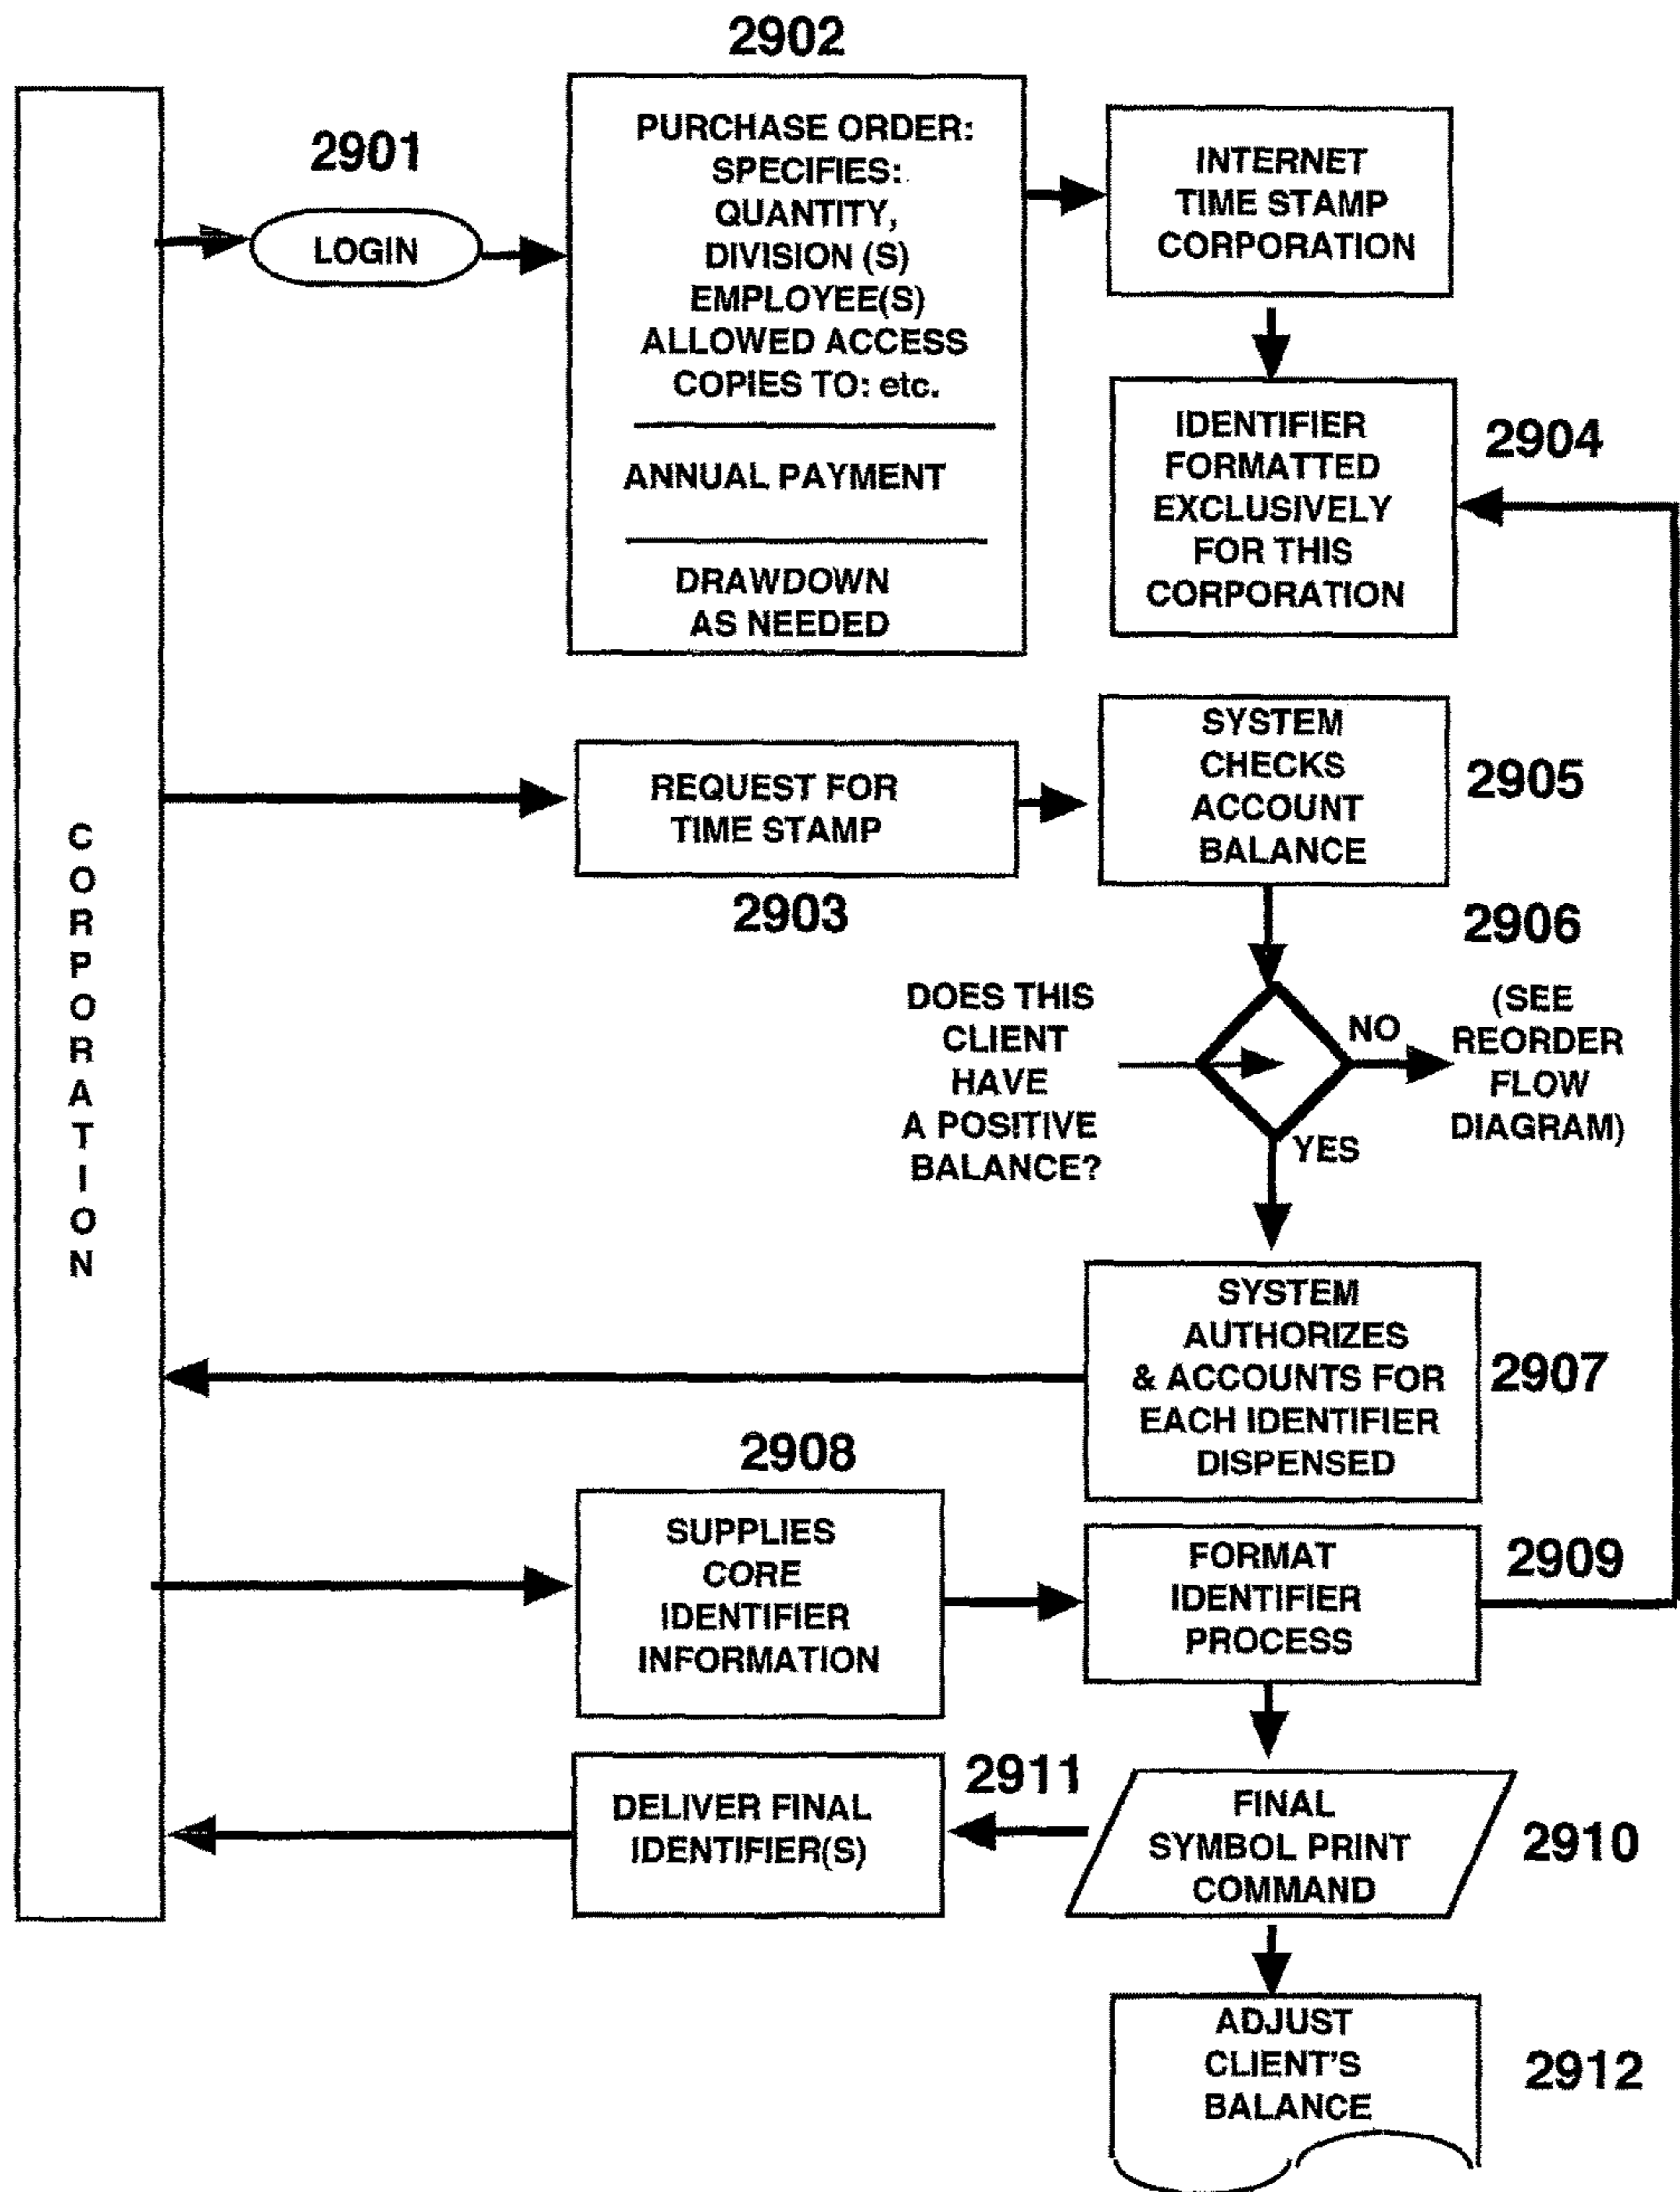 2902
PURCHASE ORDER:
SPECIFIES:
QUANTITY,
DIVISION (S)
EMPLOYEE(S)
ALLOWED ACCESS
COPIES TO: etc.
ANNUAL PAYMENT
DRAWDOWN
AS NEEDED
2901
LOGIN
INTERNET
TIME STAMP
CORPORATION
IDENTIFIER
FORMATTED
EXCLUSIVELY
FOR THIS
CORPORATION
2904
CORPORATION
REQUEST FOR
TIME STAMP
2903
SYSTEM
CHECKS
ACCOUNT
BALANCE
2905
2906
DOES THIS
CLIENT
HAVE
A POSITIVE
BALANCE?
NO
(SEE
REORDER
FLOW
DIAGRAM)
YES
SYSTEM
AUTHORIZES
& ACCOUNTS FOR
EACH IDENTIFIER
DISPENSED
2907
2908
SUPPLIES
CORE
IDENTIFIER
INFORMATION
FORMAT
IDENTIFIER
PROCESS
2909
2911
DELIVER FINAL
IDENTIFIER(S)
FINAL
SYMBOL PRINT
COMMAND
2910
ADJUST
CLIENT'S
BALANCE
2912